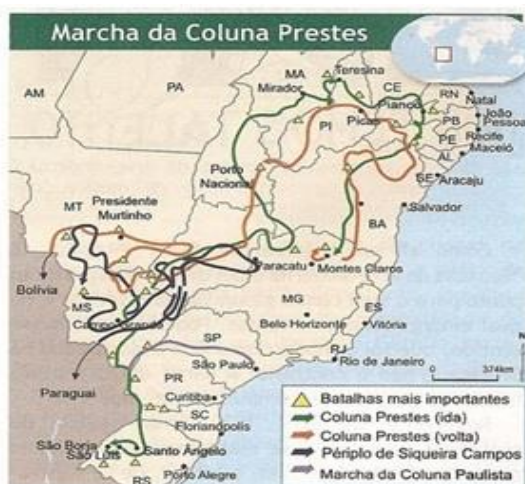 Marcha da Coluna Prestes
AM
PA
MA
Teresina
CE
Mirador
RN
Natal
Piancó
João
Pessoa
PB
PI
Picos
PE
Recife
AL
Maceió
Porto
Nacional
SE
Aracaju
MT
Presidente
Murtinho
BA
Salvador
Paracatu
Montes Claros
Bolívia
MS
Campo Grande
MG
ES
Belo Horizonte
Vitória
SP
RJ
Rio de Janeiro
São Paulo
Paraguai
PR
Curitiba
SC
Florianópolis
São Borja
São Luís
Santo Ângelo
Porto Alegre
RS
N
0 374km
Batalhas mais importantes
Coluna Prestes (ida)
Coluna Prestes (volta)
Périplo de Siqueira Campos
Marcha da Coluna Paulista